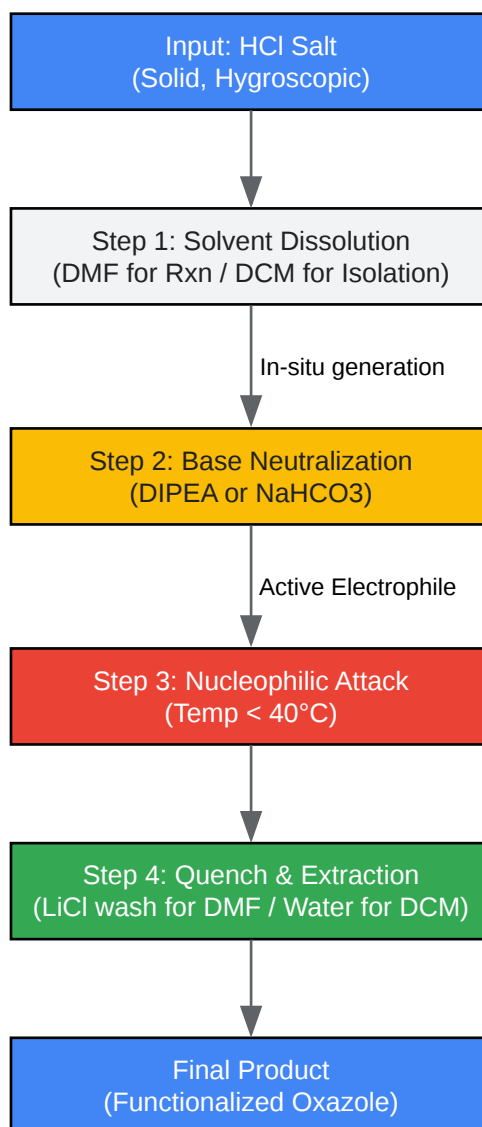 Input: HCl Salt
(Solid, Hygroscopic)
Step 1: Solvent Dissolution
(DMF for Rxn / DCM for Isolation)
In-situ generation
Step 2: Base Neutralization
(DIPEA or NaHCO3)
Active Electrophile
Step 3: Nucleophilic Attack
(Temp < 40°C)
Step 4: Quench & Extraction
(LiCl wash for DMF / Water for DCM)
Final Product
(Functionalized Oxazole)